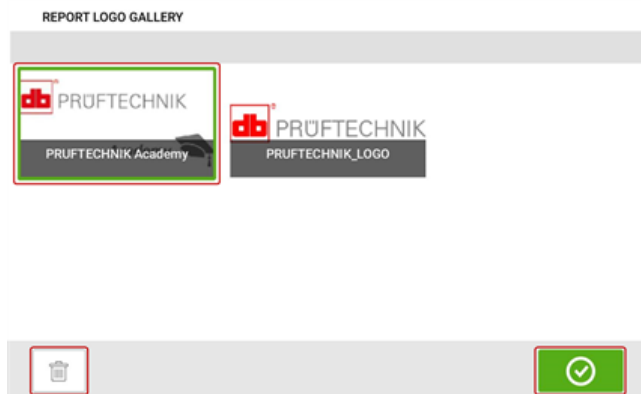 REPORT LOGO GALLERY
db PRÜFTECHNIK
PRUFTECHNIK Academy
db PRÜFTECHNIK
PRUFTECHNIK_LOGO